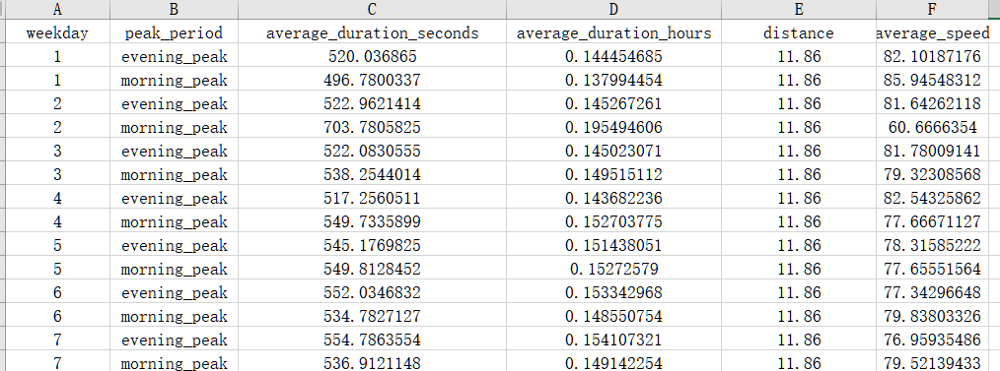 A B C D E F
weekday peak_period average_duration_seconds average_duration_hours distance average_speed
1 evening_peak 520.036865 0.144454685 11.86 82.10187176
1 morning_peak 496.7800337 0.137994454 11.86 85.94548312
2 evening_peak 522.9621414 0.145267261 11.86 81.64262118
2 morning_peak 703.7805825 0.195494606 11.86 60.6666354
3 evening_peak 522.0830555 0.145023071 11.86 81.78009141
3 morning_peak 538.2544014 0.149515112 11.86 79.32308568
4 evening_peak 517.2560511 0.143682236 11.86 82.54325862
4 morning_peak 549.7335899 0.152703775 11.86 77.66671127
5 evening_peak 545.1769825 0.151438051 11.86 78.31585222
5 morning_peak 549.8128452 0.15272579 11.86 77.65551564
6 evening_peak 552.0346832 0.153342968 11.86 77.34296648
6 morning_peak 534.7827127 0.148550754 11.86 79.83803326
7 evening_peak 554.7863554 0.154107321 11.86 76.95935486
7 morning_peak 536.9121148 0.149142254 11.86 79.52139433